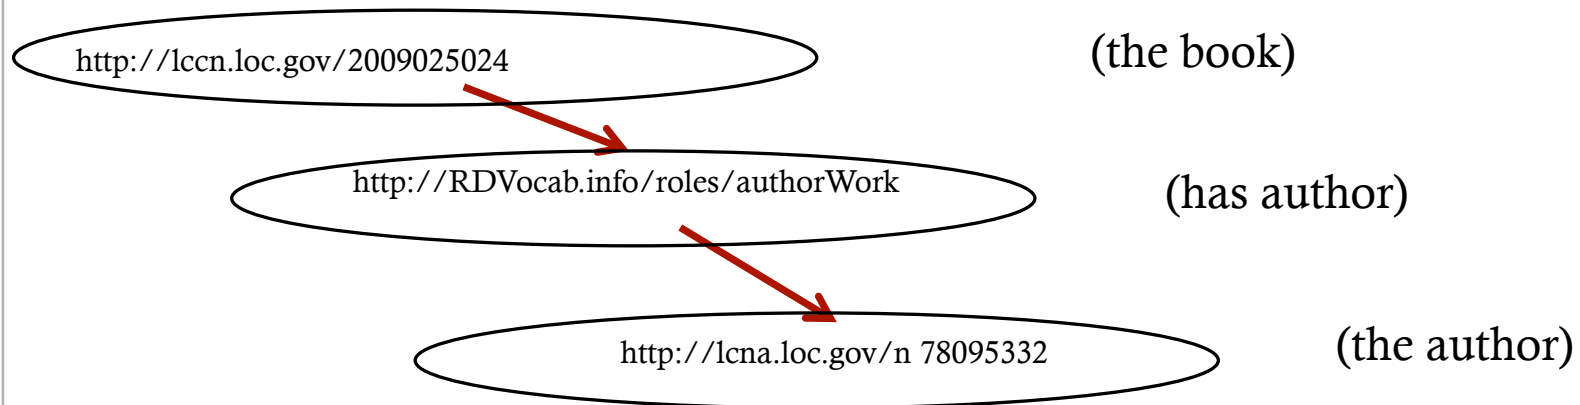 http://lccn.loc.gov/2009025024 (the book)
http://RDVocab.info/roles/authorWork (has author)
http://lcna.loc.gov/n 78095332 (the author)